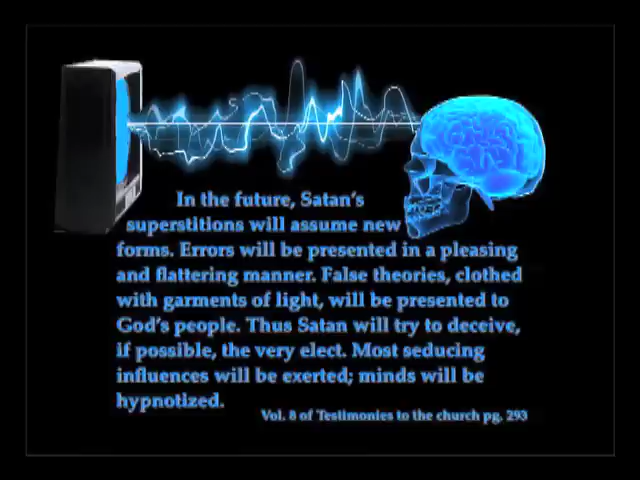 In the future, Satan's
superstitions will assume new
forms. Errors will be presented in a pleasing
and flattering manner. False theories, clothed
with garments of light, will be presented to
God's people. Thus Satan will try to deceive,
if possible, the very elect. Most seducing
influences will be exerted; minds will be
hypnotized.
Vol. 8 of Testimonies to the church pg. 293